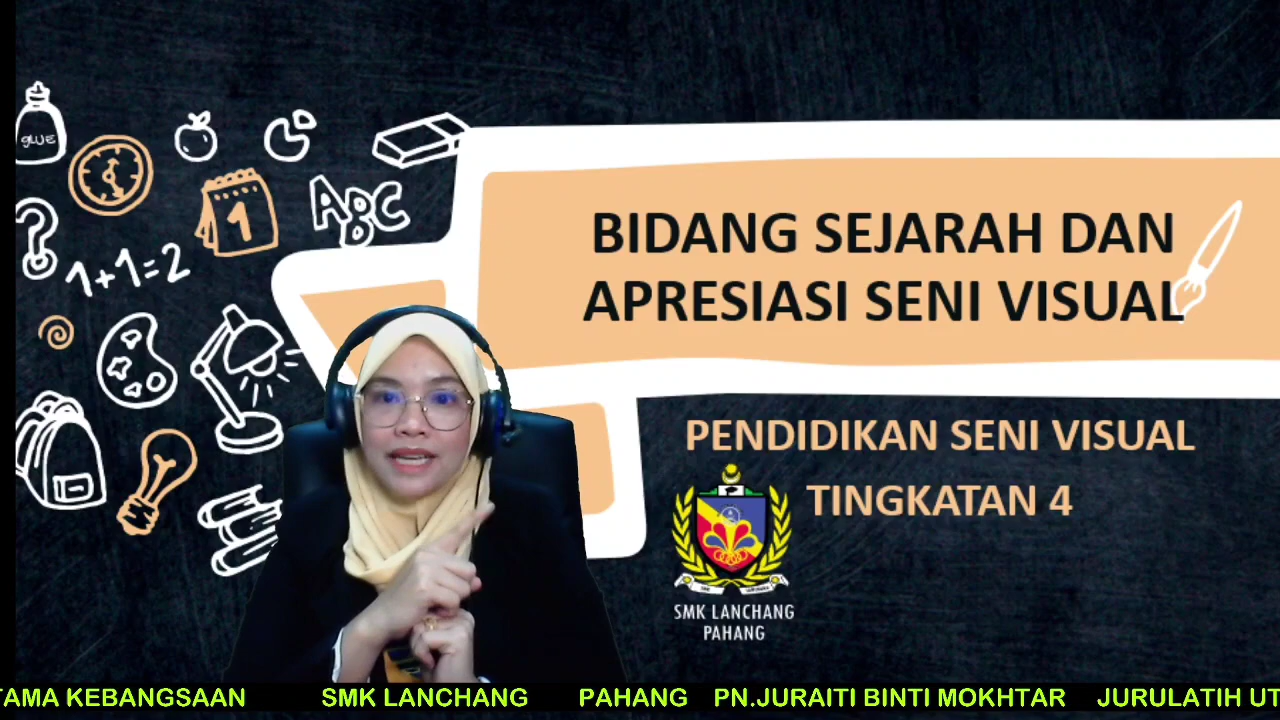 gLUE
1
ABC
1+1=2
BIDANG SEJARAH DAN
APRESIASI SENI VISUAL
PENDIDIKAN SENI VISUAL
TINGKATAN 4
SMK LANCHANG
PAHANG
TAMA KEBANGSAAN SMK LANCHANG PAHANG PN.JURAITI BINTI MOKHTAR JURULATIH UT